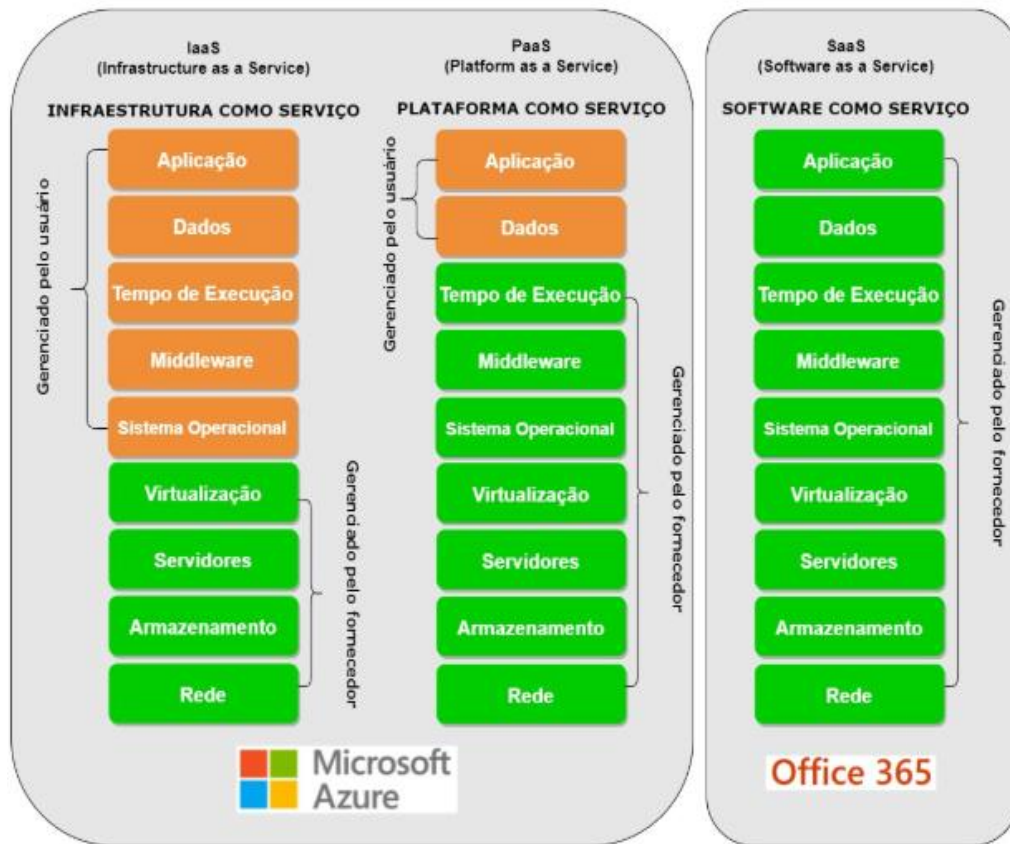 IaaS
(Infrastructure as a Service)
INFRAESTRUTURA COMO SERVIÇO
Gerenciado pelo usuário
Aplicação
Dados
Tempo de Execução
Middleware
Sistema Operacional
Virtualização
Servidores
Armazenamento
Rede
Gerenciado pelo fornecedor
PaaS
(Platform as a Service)
PLATAFORMA COMO SERVIÇO
Gerenciado pelo usuário
Aplicação
Dados
Tempo de Execução
Middleware
Sistema Operacional
Virtualização
Servidores
Armazenamento
Rede
Gerenciado pelo fornecedor
Microsoft
Azure
SaaS
(Software as a Service)
SOFTWARE COMO SERVIÇO
Aplicação
Dados
Tempo de Execução
Middleware
Sistema Operacional
Virtualização
Servidores
Armazenamento
Rede
Gerenciado pelo fornecedor
Office 365